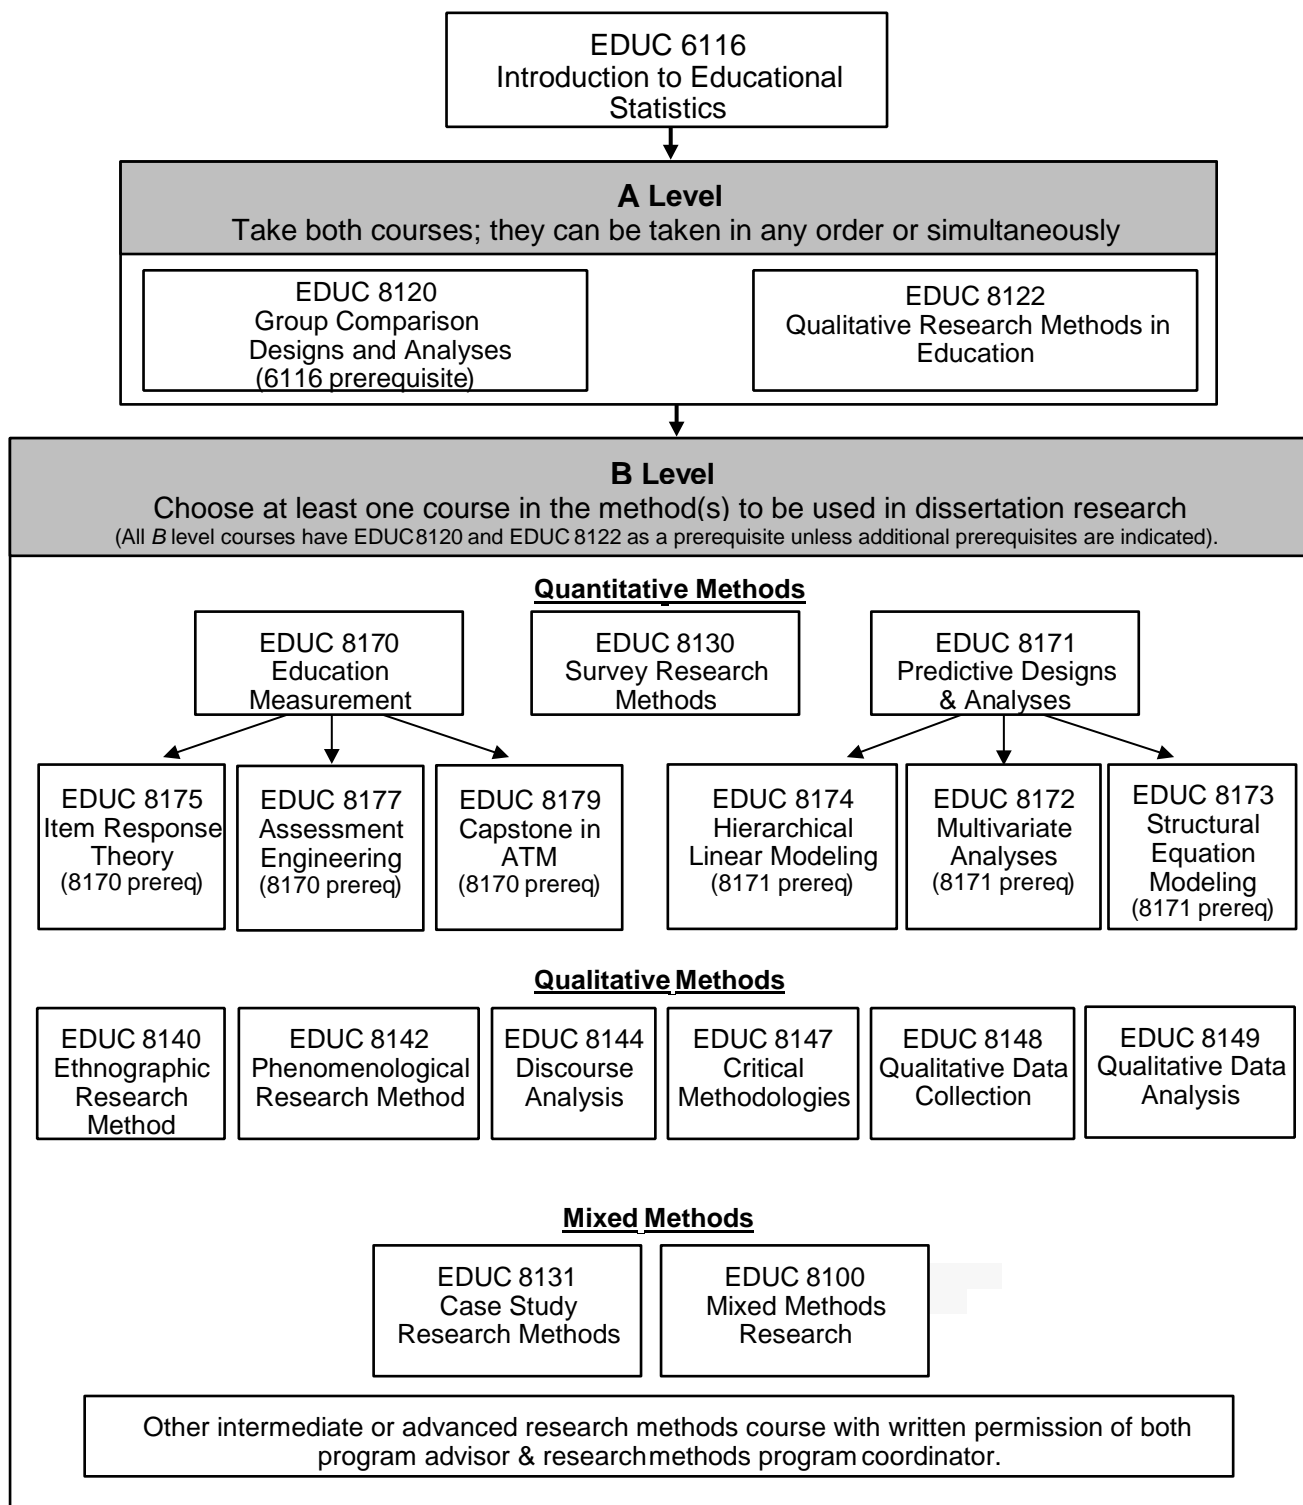 EDUC 6116
Introduction to Educational
Statistics
A Level
Take both courses; they can be taken in any order or simultaneously
EDUC 8120
Group Comparison
Designs and Analyses
(6116 prerequisite)
EDUC 8122
Qualitative Research Methods in
Education
B Level
Choose at least one course in the method(s) to be used in dissertation research
(All B level courses have EDUC 8120 and EDUC 8122 as a prerequisite unless additional prerequisites are indicated).
Quantitative Methods
EDUC 8170
Education
Measurement
EDUC 8130
Survey Research
Methods
EDUC 8171
Predictive Designs
& Analyses
EDUC 8175
Item Response
Theory
(8170 prereq)
EDUC 8177
Assessment
Engineering
(8170 prereq)
EDUC 8179
Capstone in
ATM
(8170 prereq)
EDUC 8174
Hierarchical
Linear Modeling
(8171 prereq)
EDUC 8172
Multivariate
Analyses
(8171 prereq)
EDUC 8173
Structural
Equation
Modeling
(8171 prereq)
Qualitative Methods
EDUC 8140
Ethnographic
Research
Method
EDUC 8142
Phenomenological
Research Method
EDUC 8144
Discourse
Analysis
EDUC 8147
Critical
Methodologies
EDUC 8148
Qualitative Data
Collection
EDUC 8149
Qualitative Data
Analysis
Mixed Methods
EDUC 8131
Case Study
Research Methods
EDUC 8100
Mixed Methods
Research
Other intermediate or advanced research methods course with written permission of both
program advisor & research methods program coordinator.